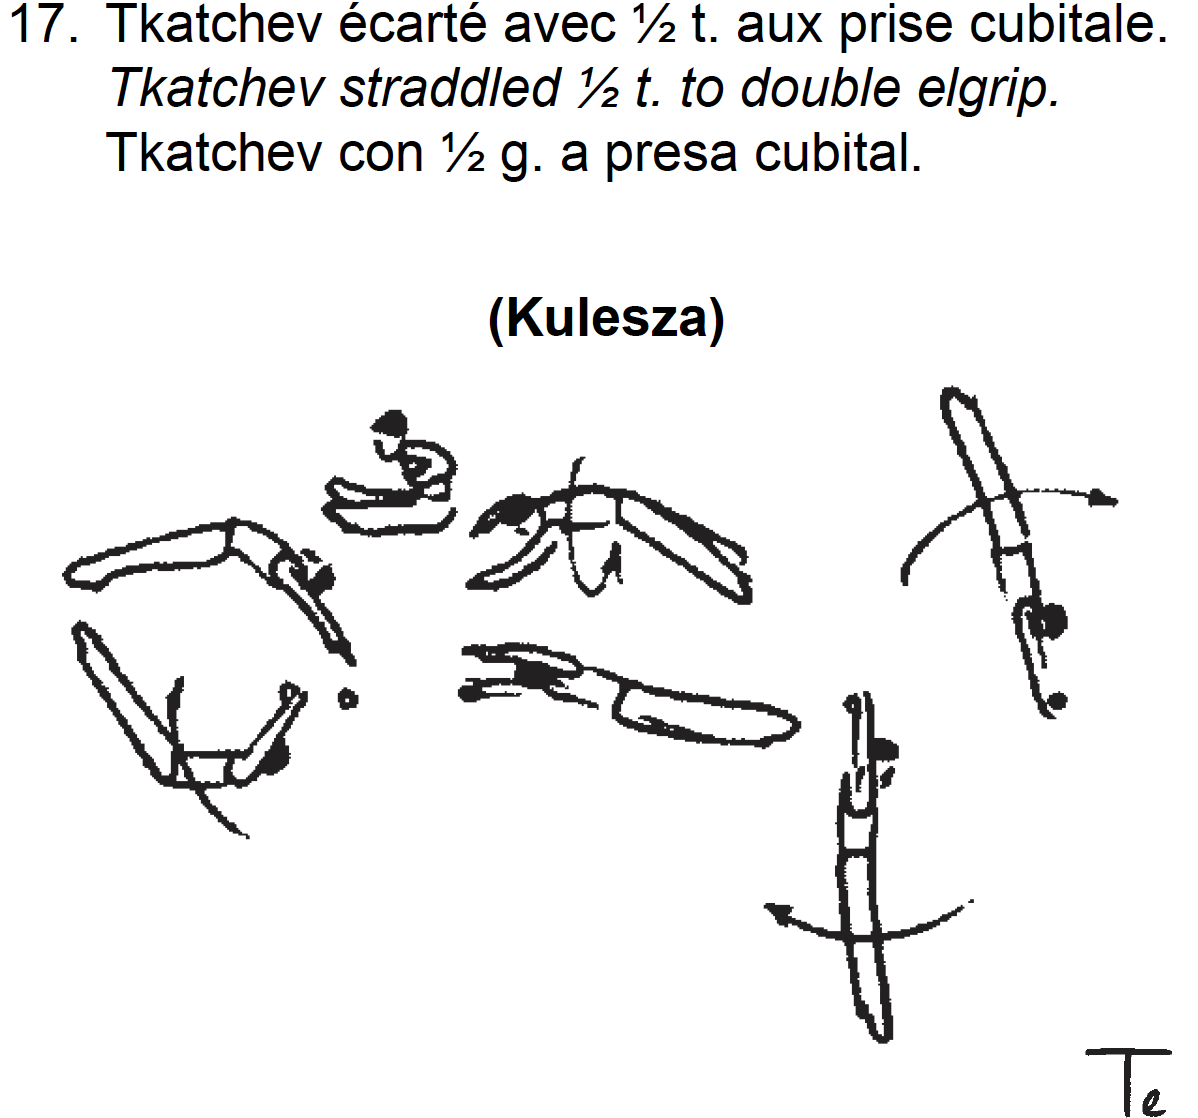 17. Tkatchev écarté avec ½ t. aux prise cubitale.
Tkatchev straddled ½ t. to double elgrip.
Tkatchev con ½ g. a presa cubital.
(Kulesza)
Te